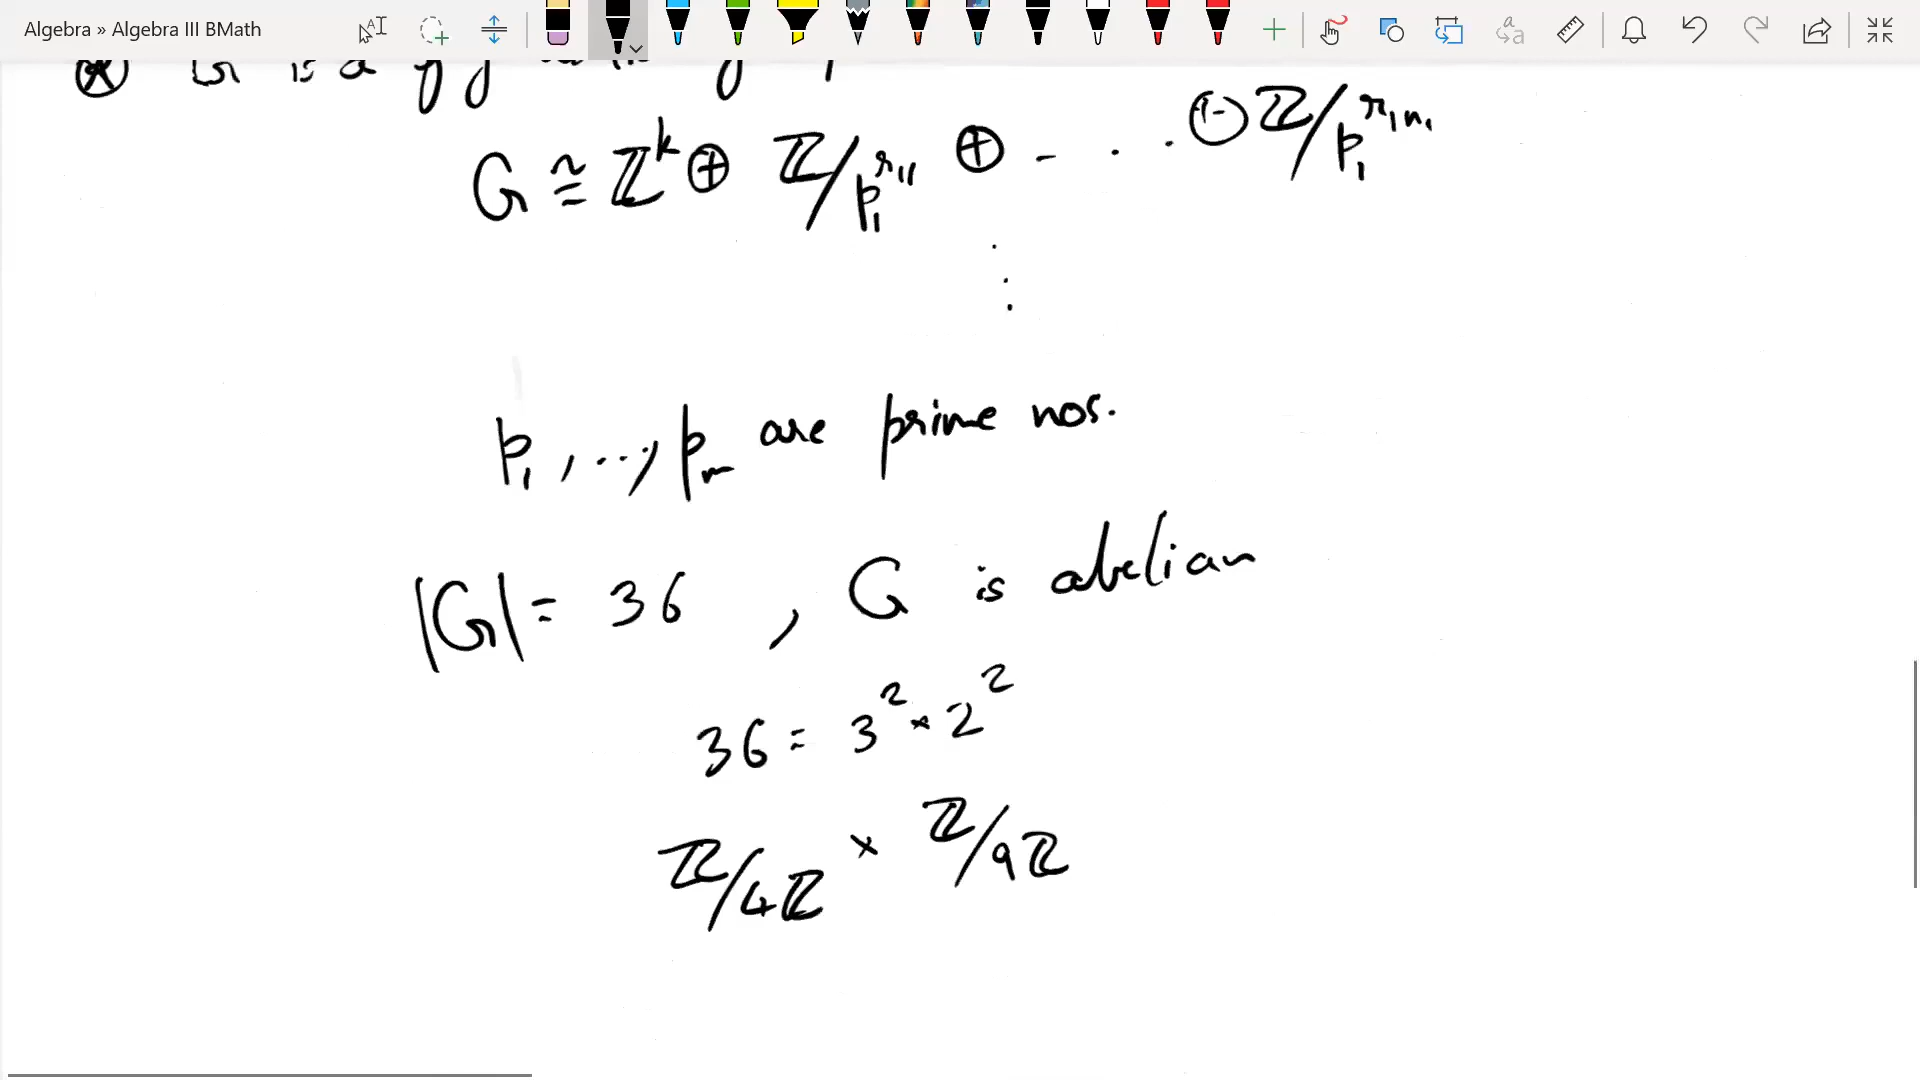 Algebra » Algebra III BMath
G is a
G ≅ ℤ^k ⊕ ℤ/p₁^{r₁₁} ⊕ - . . ⊕ ℤ/p₁^{r₁n₁}
⋮
p₁, ..., pₘ are prime nos.
|G| = 36 , G is abelian
36 = 3² × 2²
ℤ/4ℤ × ℤ/9ℤ